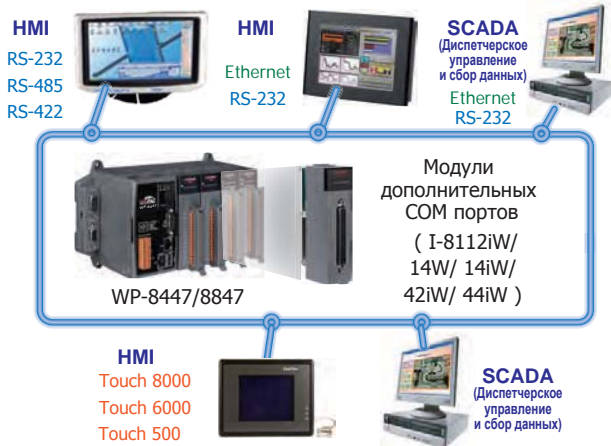 HMI
RS-232
RS-485
RS-422
HMI
Ethernet
RS-232
SCADA
(Диспетчерское
управление
и сбор данных)
Ethernet
RS-232
WP-8447/8847
Модули
дополнительных
COM портов
( I-8112iW/
14W/ 14iW/
42iW/ 44iW )
HMI
Touch 8000
Touch 6000
Touch 500
SCADA
(Диспетчерское
управление
и сбор данных)